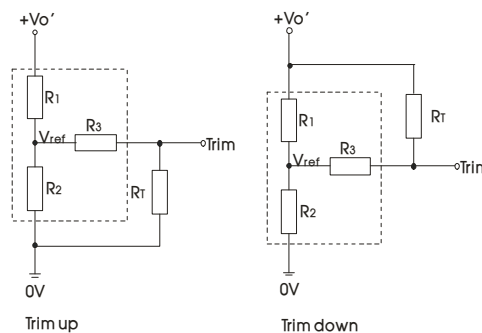 +Vo'
R1
Vref
R3
Trim
R2
RT
0V
Trim up
+Vo'
RT
R1
Vref
R3
Trim
R2
0V
Trim down